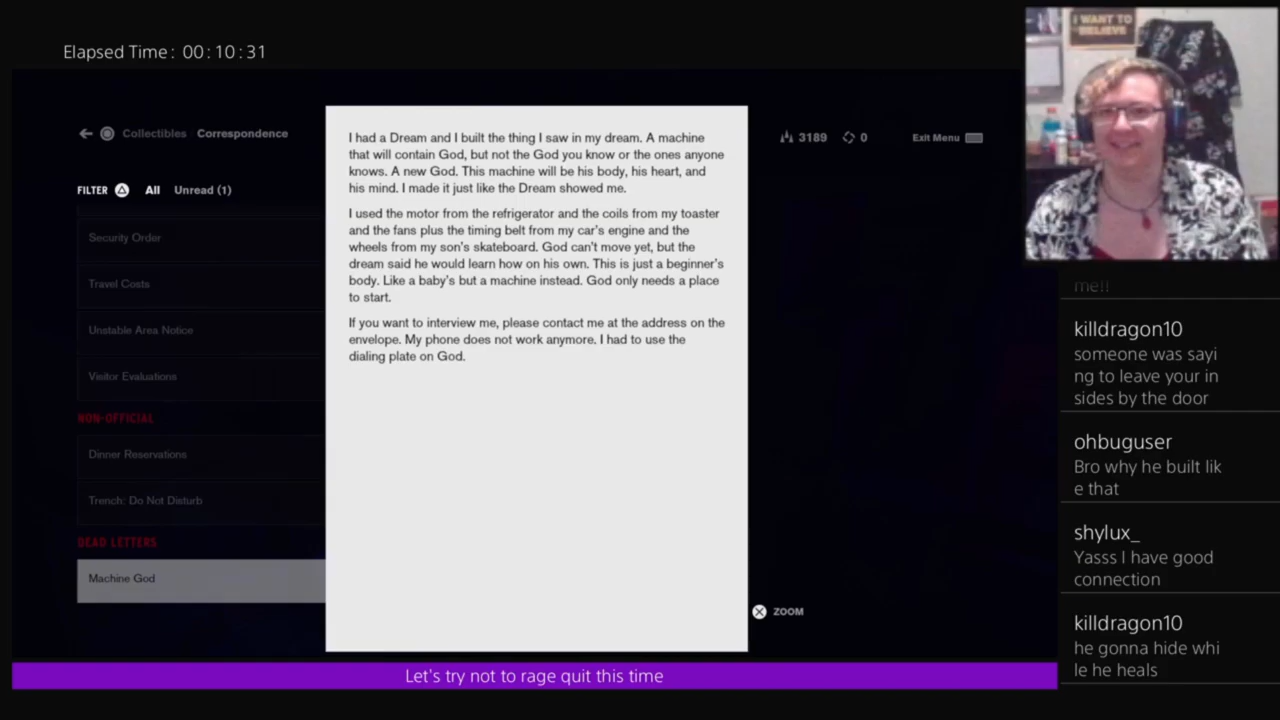 Elapsed Time: 00:10:31
Collectibles Correspondence
3189 0 Exit Menu
FILTER All Unread (1)
Security Order
Travel Costs
Unstable Area Notice
Visitor Evaluations
NON-OFFICIAL
Dinner Reservations
Trench: Do Not Disturb
DEAD LETTERS
Machine God
I had a Dream and I built the thing I saw in my dream. A machine
that will contain God, but not the God you know or the ones anyone
knows. A new God. This machine will be his body, his heart, and
his mind. I made it just like the Dream showed me.
I used the motor from the refrigerator and the coils from my toaster
and the fans plus the timing belt from my car's engine and the
wheels from my son's skateboard. God can't move yet, but the
dream said he would learn how on his own. This is just a beginner's
body. Like a baby's but a machine instead. God only needs a place
to start.
If you want to interview me, please contact me at the address on the
envelope. My phone does not work anymore. I had to use the
dialing plate on God.
ZOOM
I WANT TO
BELIEVE
me!!
killdragon10
someone was sayi
ng to leave your in
sides by the door
ohbuguser
Bro why he built lik
e that
shylux_
Yasss I have good
connection
killdragon10
he gonna hide whi
le he heals
Let's try not to rage quit this time